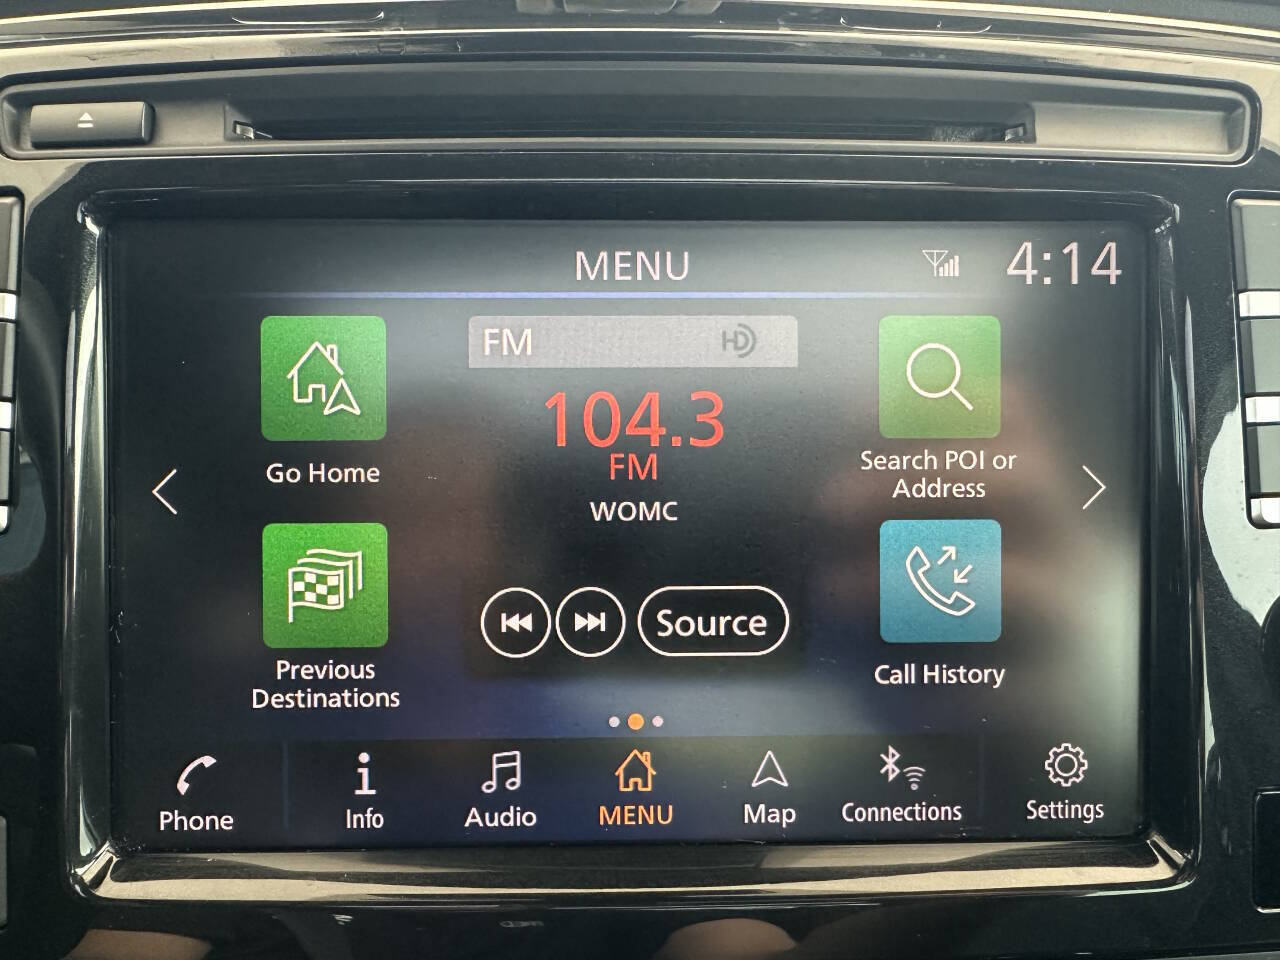 MENU
4:14
FM HD
104.3
FM
WOMC
Go Home
Search POI or
Address
Previous
Destinations
Source
Call History
Phone
Info
Audio
MENU
Map
Connections
Settings